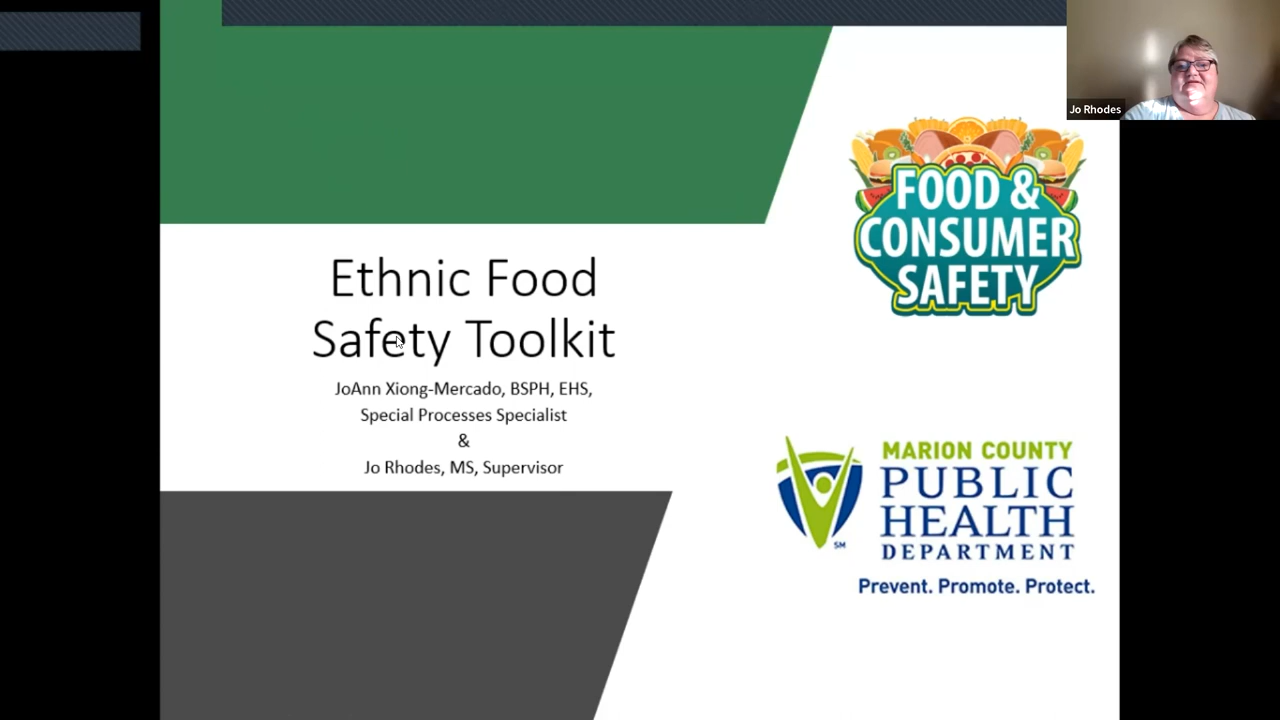 Jo Rhodes
FOOD &
CONSUMER
SAFETY
Ethnic Food
Safety Toolkit
JoAnn Xiong-Mercado, BSPH, EHS,
Special Processes Specialist
&
Jo Rhodes, MS, Supervisor
MARION COUNTY
PUBLIC
HEALTH
DEPARTMENT
SM
Prevent. Promote. Protect.